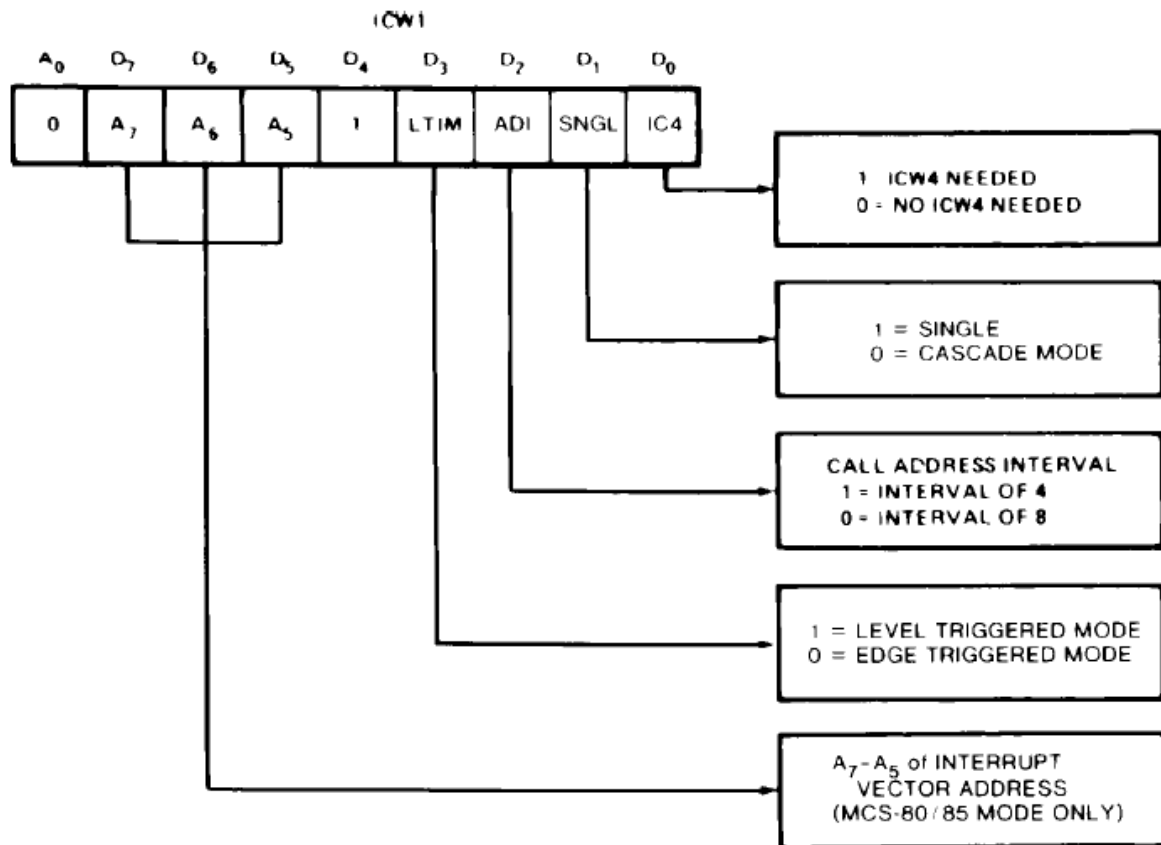 ICW1
A0 D7 D6 D5 D4 D3 D2 D1 D0
0 A7 A6 A5 1 LTIM ADI SNGL IC4
1 ICW4 NEEDED
0 = NO ICW4 NEEDED
1 = SINGLE
0 = CASCADE MODE
CALL ADDRESS INTERVAL
1 = INTERVAL OF 4
0 = INTERVAL OF 8
1 = LEVEL TRIGGERED MODE
0 = EDGE TRIGGERED MODE
A7-A5 of INTERRUPT
VECTOR ADDRESS
(MCS-80/85 MODE ONLY)